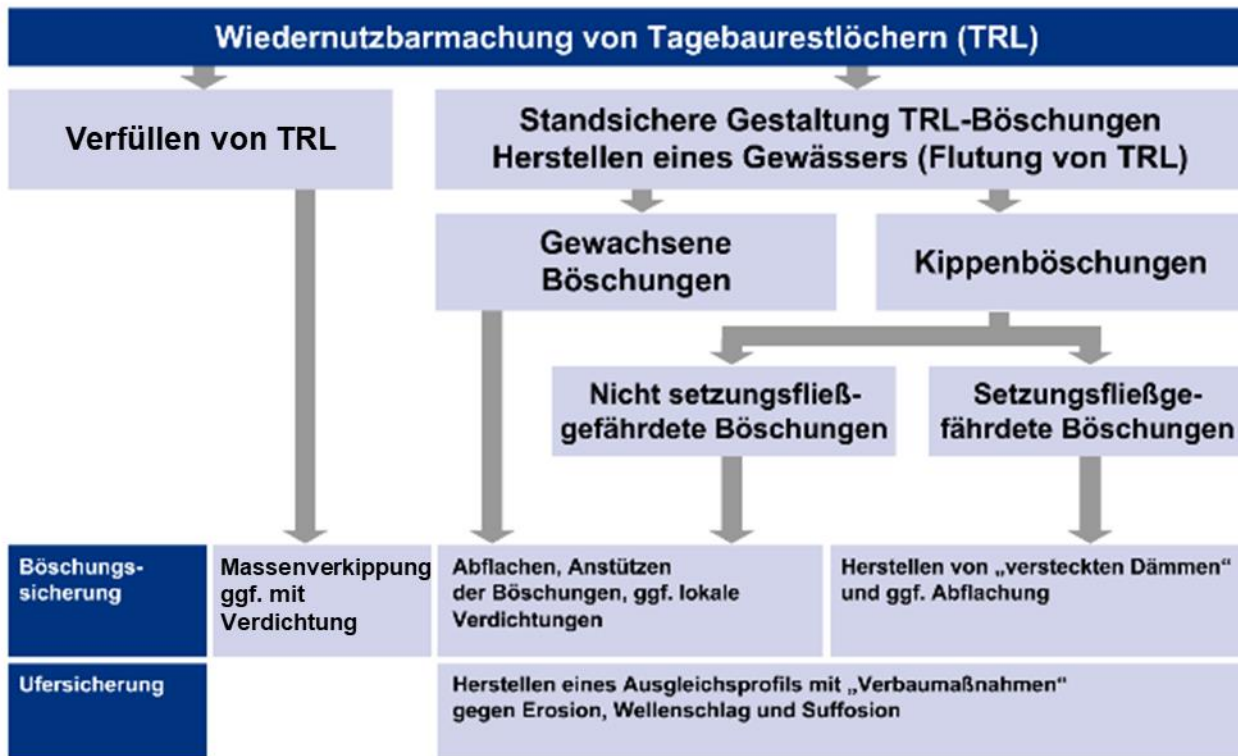 Wiedernutzbarmachung von Tagebaurestlöchern (TRL)
Verfüllen von TRL
Standsichere Gestaltung TRL-Böschungen
Herstellen eines Gewässers (Flutung von TRL)
Gewachsene
Böschungen
Kippenböschungen
Nicht setzungsfließ-
gefährdete Böschungen
Setzungsfließge-
fährdete Böschungen
Böschungs-
sicherung
Massenverkippung
ggf. mit
Verdichtung
Abflachen, Anstützen
der Böschungen, ggf. lokale
Verdichtungen
Herstellen von „versteckten Dämmen“
und ggf. Abflachung
Ufersicherung
Herstellen eines Ausgleichsprofils mit „Verbaumaßnahmen“
gegen Erosion, Wellenschlag und Suffosion